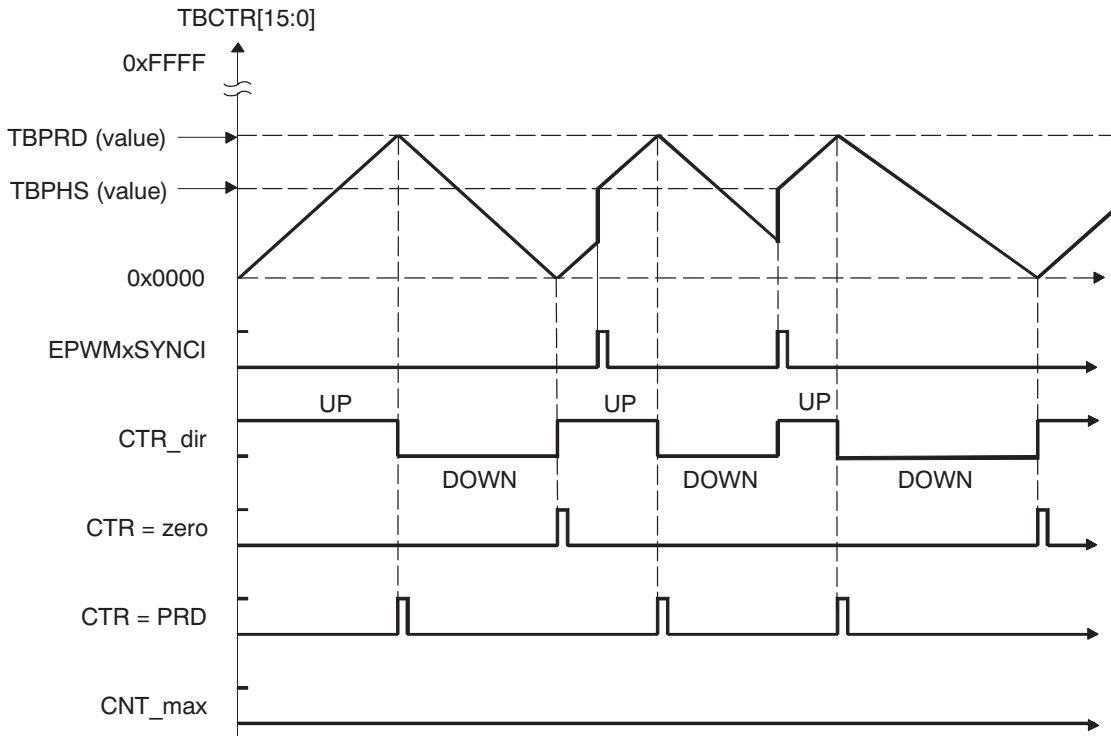 TBCTR[15:0]
0xFFFF
TBPRD (value)
TBPHS (value)
0x0000
EPWMxSYNCI
UP UP UP
CTR_dir
DOWN DOWN DOWN
CTR = zero
CTR = PRD
CNT_max